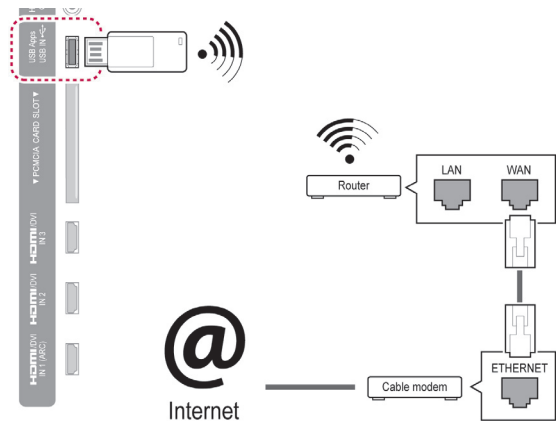 USB Apps
USB IN
▼ PCMCIA CARD SLOT ▼
HDMI/DVI
IN 3
HDMI/DVI
IN 2
HDMI/DVI
IN 1 (ARC)
Router
LAN
WAN
ETHERNET
Cable modem
@
Internet